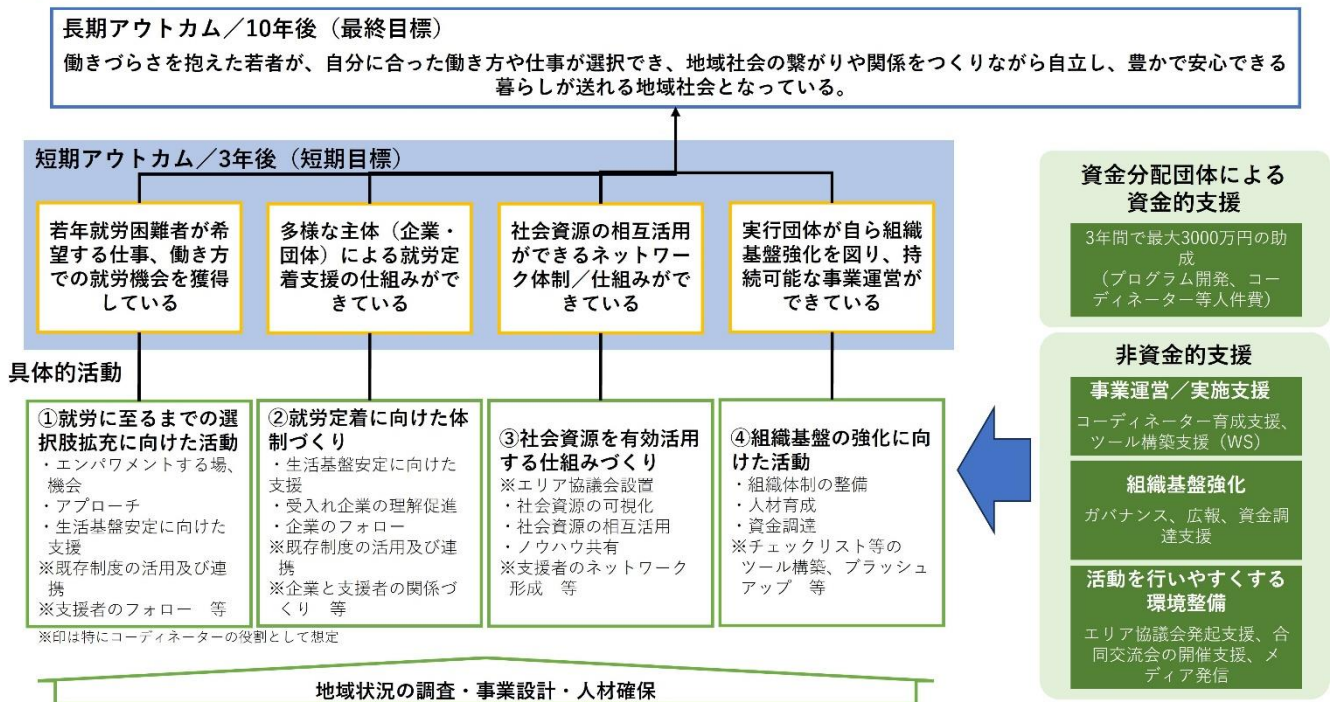 長期アウトカム／10年後（最終目標）
働きづらさを抱えた若者が、自分に合った働き方や仕事が選択でき、地域社会の繋がりや関係をつくりながら自立し、豊かで安心できる
暮らしが送れる地域社会となっている。
短期アウトカム／3年後（短期目標）
若年就労困難者が希
望する仕事、働き方
での就労機会を獲得
している
多様な主体（企業・
団体）による就労定
着支援の仕組みがで
きている
社会資源の相互活用
ができるネットワー
ク体制／仕組みがで
きている
実行団体が自ら組織
基盤強化を図り、持
続可能な事業運営が
できている
具体的活動
①就労に至るまでの選
択肢拡充に向けた活動
・エンパワメントする場、
機会
・アプローチ
・生活基盤安定に向けた
支援
※既存制度の活用及び連
携
※支援者のフォロー　等
②就労定着に向けた体
制づくり
・生活基盤安定に向けた
支援
・受入れ企業の理解促進
・企業のフォロー
※既存制度の活用及び連
携
※企業と支援者の関係づ
くり　等
③社会資源を有効活用
する仕組みづくり
※エリア協議会設置
・社会資源の可視化
・社会資源の相互活用
・ノウハウ共有
※支援者のネットワーク
形成　等
④組織基盤の強化に向
けた活動
・組織体制の整備
・人材育成
・資金調達
※チェックリスト等の
ツール構築、ブラッシュ
アップ　等
※印は特にコーディネーターの役割として想定
地域状況の調査・事業設計・人材確保
資金分配団体による
資金的支援
3年間で最大3000万円の助
成
（プログラム開発、コー
ディネーター等人件費）
非資金的支援
事業運営／実施支援
コーディネーター育成支援、
ツール構築支援（WS）
組織基盤強化
ガバナンス、広報、資金調
達支援
活動を行いやすくする
環境整備
エリア協議会発起支援、合
同交流会の開催支援、メ
ディア発信